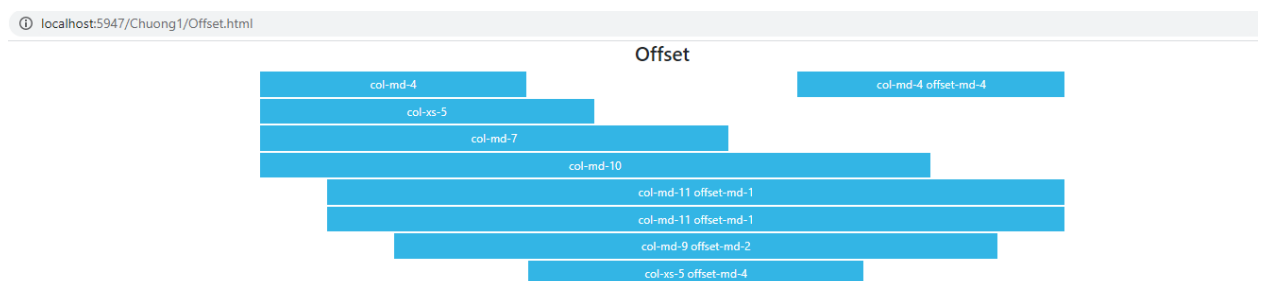 localhost:5947/Chuong1/Offset.html
Offset
col-md-4 col-md-4 offset-md-4
col-xs-5
col-md-7
col-md-10
col-md-11 offset-md-1
col-md-11 offset-md-1
col-md-9 offset-md-2
col-xs-5 offset-md-4